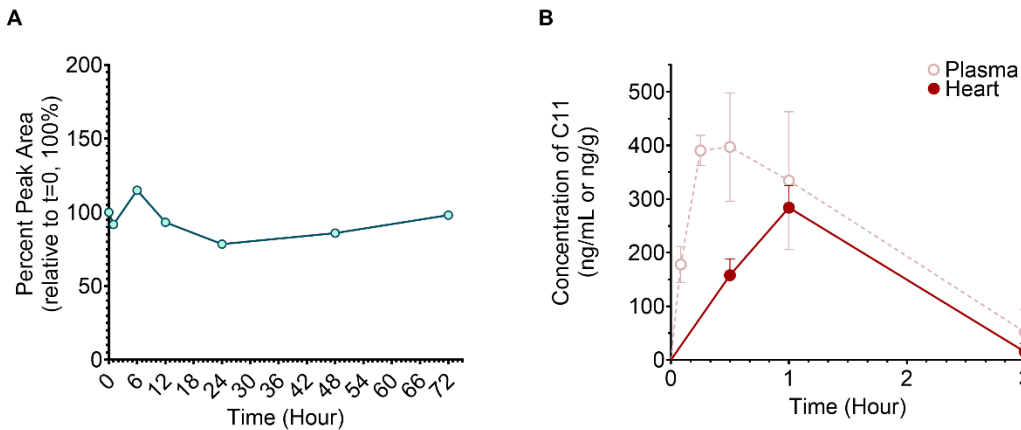 A
Percent Peak Area
(relative to t=0, 100%)
200
150
100
50
0
0 6 12 18 24 30 36 42 48 54 60 66 72
Time (Hour)
B
Plasma
Heart
Concentration of C11
(ng/mL or ng/g)
500
400
300
200
100
0
0 1 2 3
Time (Hour)